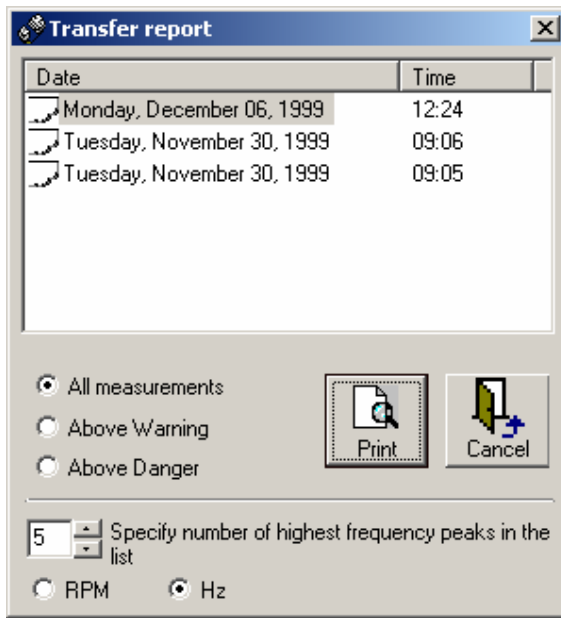 Transfer report
Date Time
Monday, December 06, 1999 12:24
Tuesday, November 30, 1999 09:06
Tuesday, November 30, 1999 09:05
All measurements
Above Warning
Above Danger
Print
Cancel
5 Specify number of highest frequency peaks in the
list
RPM Hz